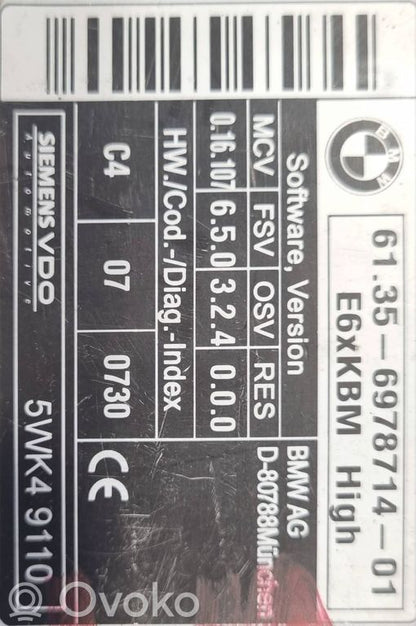 BMW
61.35-6978714-01
E6xKBM High
Software, Version
MCV FSV OSV RES
0.16.107 6.5.0 3.2.4 0.0.0
BMW AG
D-80788München
HW./Cod.-/Diag.-Index
C4 07 0730
CE
SIEMENS VDO
Automotive
5WK4 9110
Ovoko